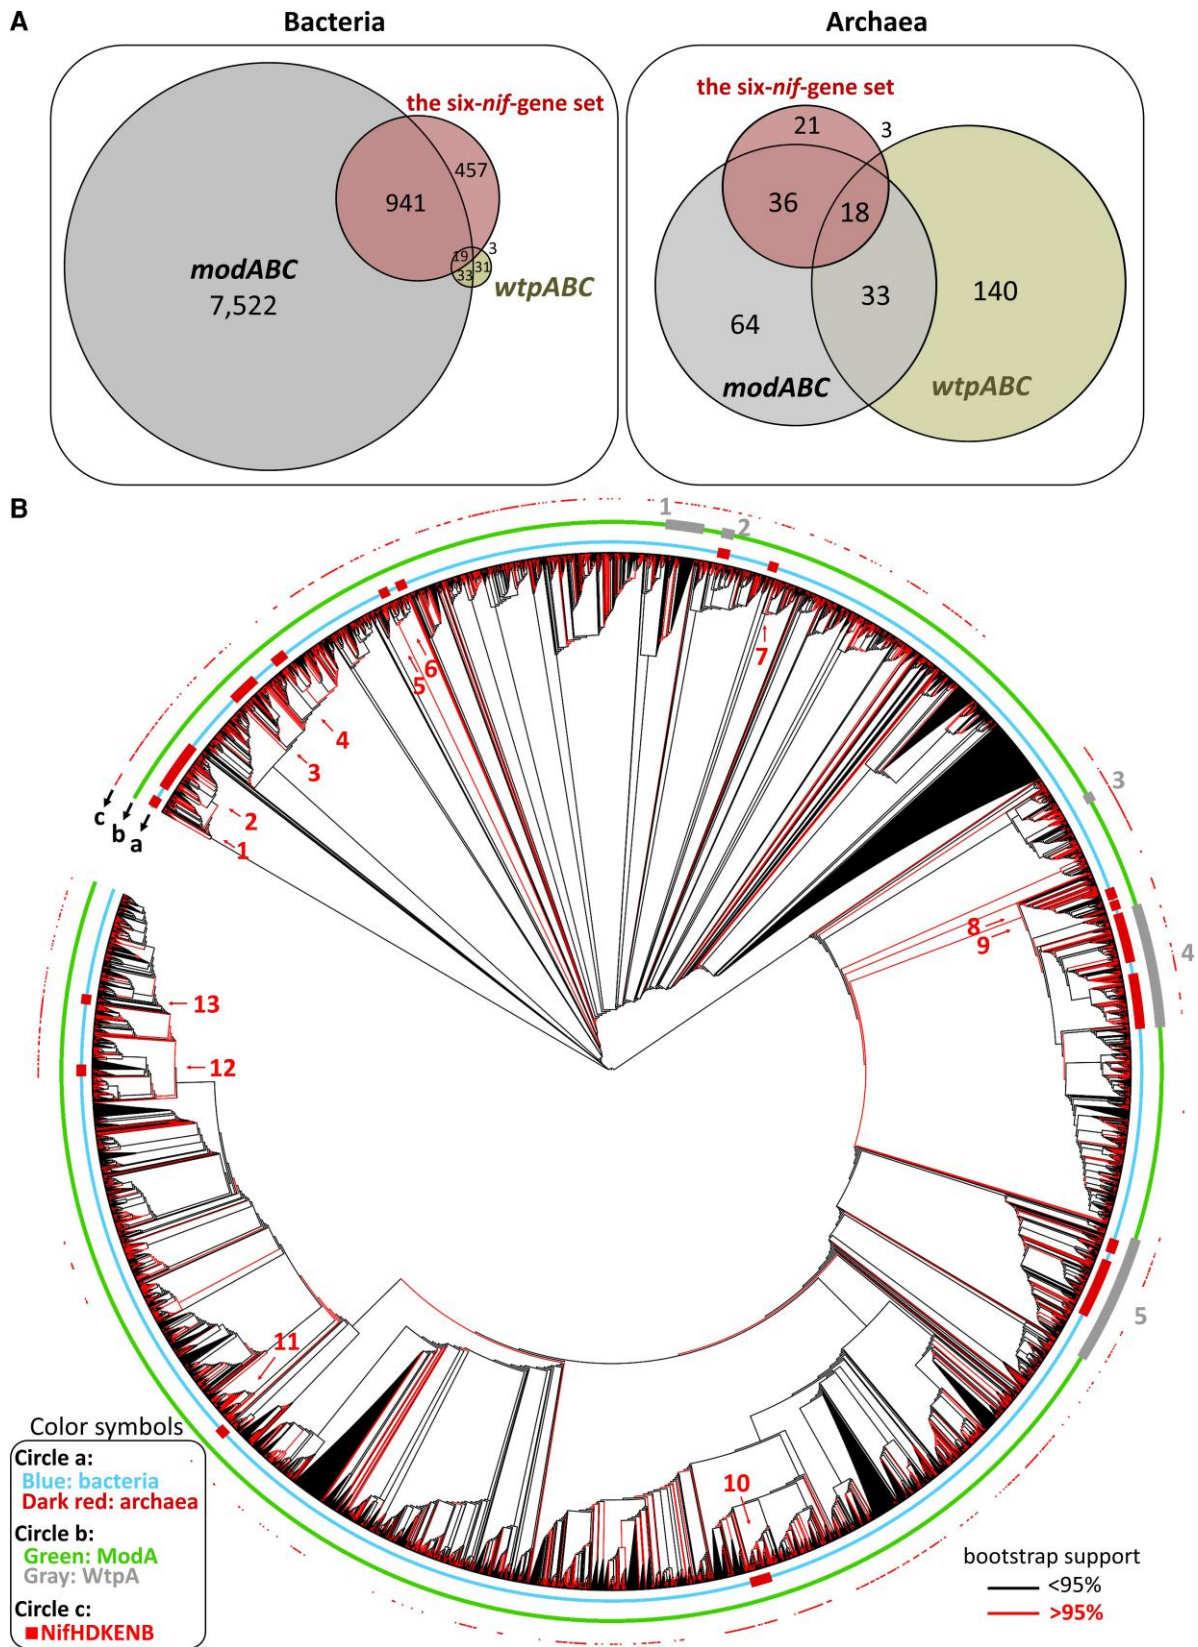 A
Bacteria
Archaea
the six-nif-gene set
457
941
3
19
31
33
modABC
7,522
wtpABC
the six-nif-gene set
21
3
36
18
33
140
64
modABC
wtpABC
B
1
2
3
4
5
c
b
a
1
2
3
4
5
6
7
8
9
10
11
12
13
Color symbols
Circle a:
Blue: bacteria
Dark red: archaea
Circle b:
Green: ModA
Gray: WtpA
Circle c:
NifHDKENB
bootstrap support
<95%
>95%